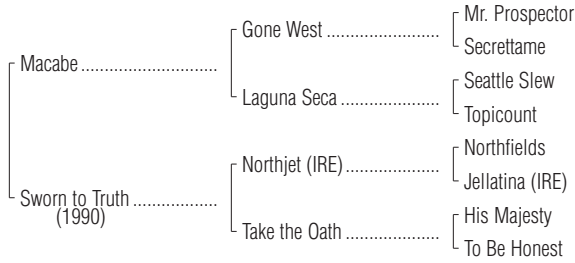 Mr. Prospector
Gone West
Secrettame
Macabe
Seattle Slew
Laguna Seca
Topicount
Northfields
Northjet (IRE)
Jellatina (IRE)
Sworn to Truth
(1990)
His Majesty
Take the Oath
To Be Honest